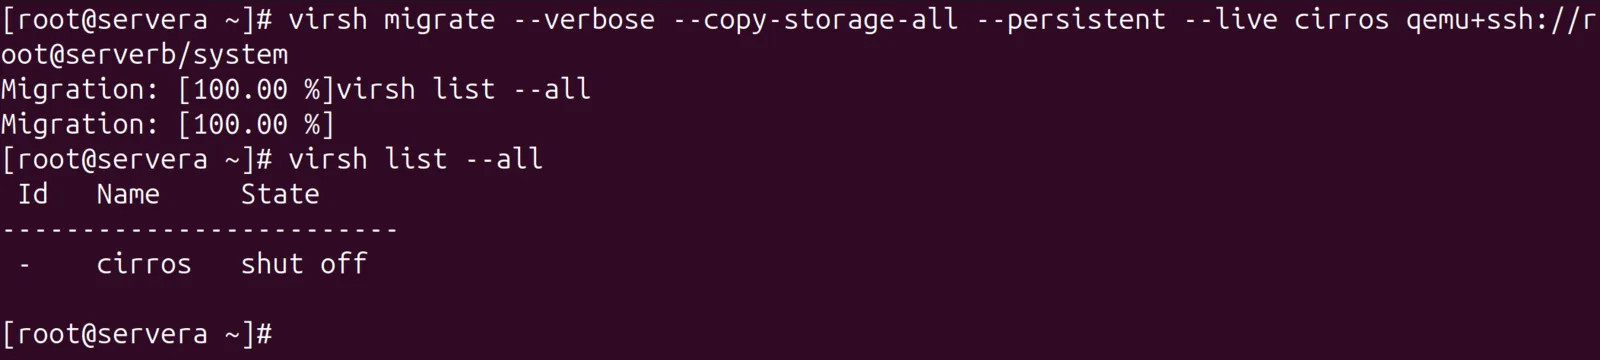 [root@servera ~]# virsh migrate --verbose --copy-storage-all --persistent --live cirros qemu+ssh://r
oot@serverb/system
Migration: [100.00 %]virsh list --all
Migration: [100.00 %]
[root@servera ~]# virsh list --all
 Id   Name     State
-------------------------
 -    cirros   shut off
[root@servera ~]#